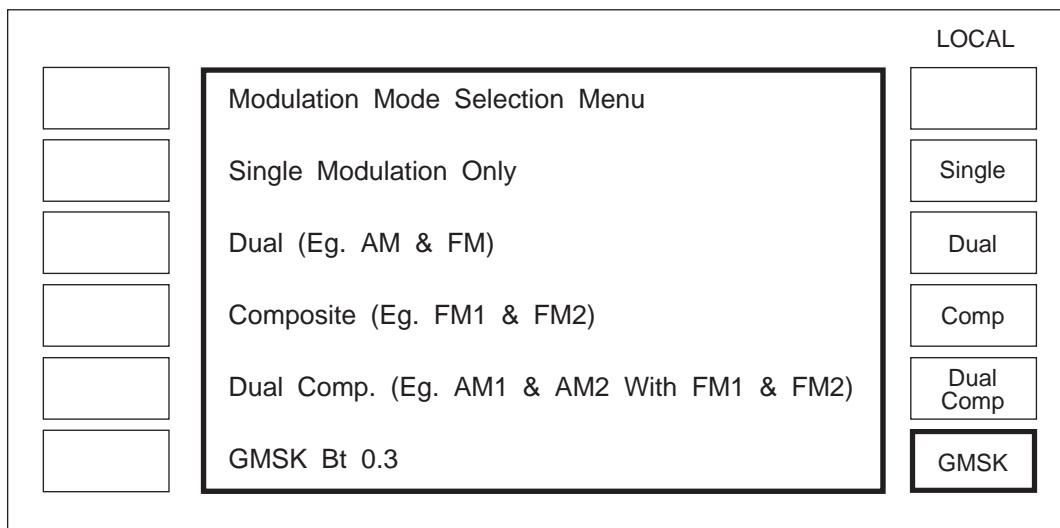 LOCAL
Modulation Mode Selection Menu
Single Modulation Only
Single
Dual (Eg. AM & FM)
Dual
Composite (Eg. FM1 & FM2)
Comp
Dual Comp. (Eg. AM1 & AM2 With FM1 & FM2)
Dual
Comp
GMSK Bt 0.3
GMSK